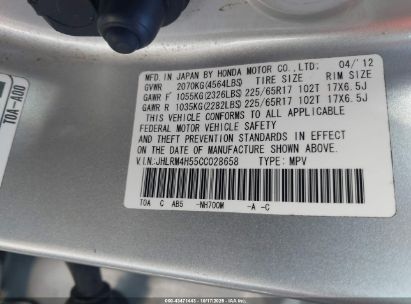 MFD. IN JAPAN BY HONDA MOTOR CO., LTD: 04/'12
GVWR 2070KG(4564LBS) TIRE SIZE RIM SIZE
GAWR F 1055KG(2326LBS) 225/65R17 102T 17X6.5J
GAWR R 1035KG(2282LBS) 225/65R17 102T 17X6.5J
THIS VEHICLE CONFORMS TO ALL APPLICABLE
FEDERAL MOTOR VEHICLE SAFETY
AND THEFT PREVENTION STANDARDS IN EFFECT ON
THE DATE OF MANUFACTURE SHOWN ABOVE.
V.I.N:JHLRM4H55CC028658 TYPE: MPV
T0A C AB5 -NH700M -A -C
T0A-A00